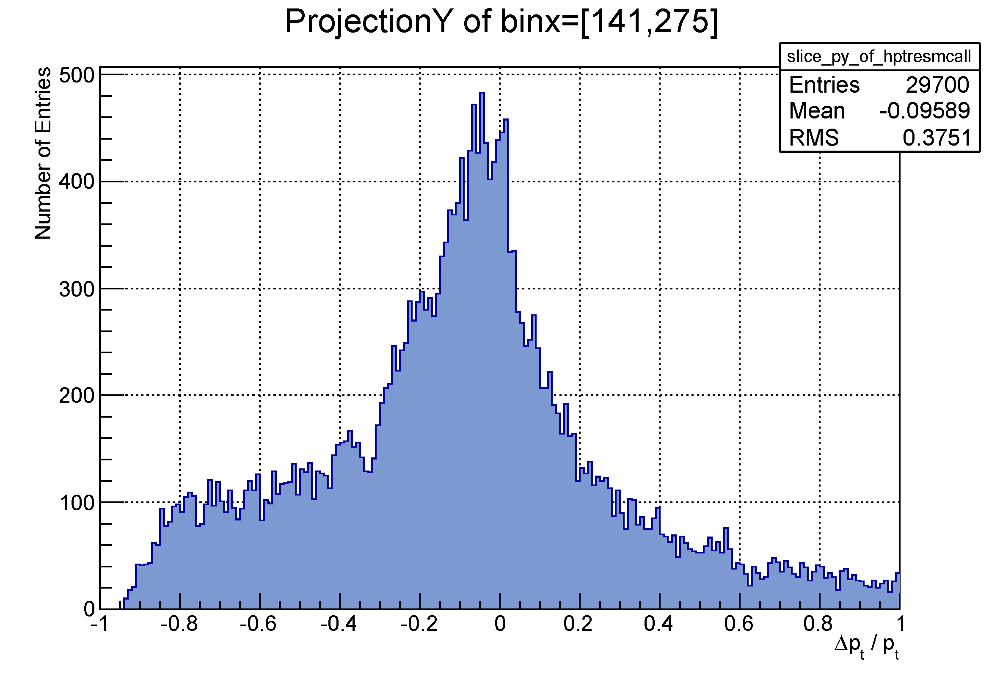 ProjectionY of binx=[141,275]
slice_py_of_hptresmcall
Entries 29700
Mean -0.09589
RMS 0.3751
Number of Entries
500
400
300
200
100
0
-1 -0.8 -0.6 -0.4 -0.2 0 0.2 0.4 0.6 0.8 1
Δpt / pt